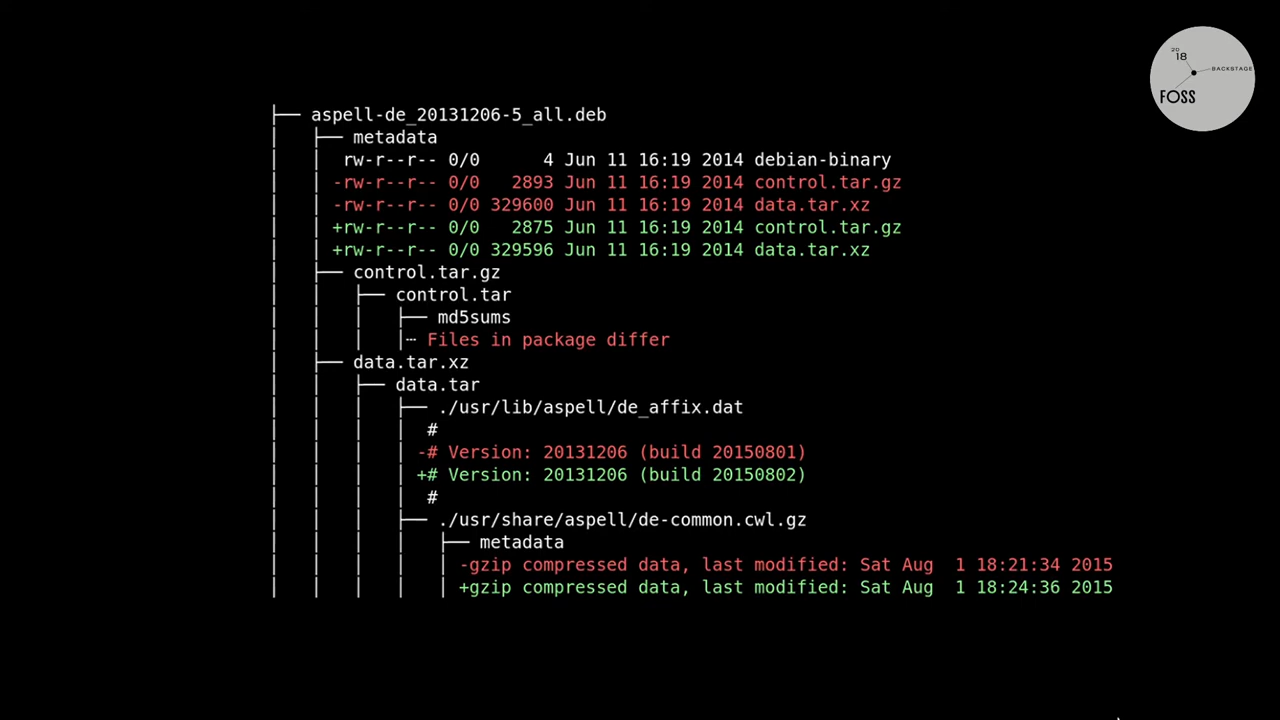 20
18
BACKSTAGE
FOSS
├── aspell-de_20131206-5_all.deb
│   ├── metadata
│   │  rw-r--r-- 0/0      4 Jun 11 16:19 2014 debian-binary
│   │ -rw-r--r-- 0/0   2893 Jun 11 16:19 2014 control.tar.gz
│   │ -rw-r--r-- 0/0 329600 Jun 11 16:19 2014 data.tar.xz
│   │ +rw-r--r-- 0/0   2875 Jun 11 16:19 2014 control.tar.gz
│   │ +rw-r--r-- 0/0 329596 Jun 11 16:19 2014 data.tar.xz
│   ├── control.tar.gz
│   │   ├── control.tar
│   │   │   ├── md5sums
│   │   │   │┄ Files in package differ
│   ├── data.tar.xz
│   │   ├── data.tar
│   │   │   ├── ./usr/lib/aspell/de_affix.dat
│   │   │   │  #
│   │   │   │ -# Version: 20131206 (build 20150801)
│   │   │   │ +# Version: 20131206 (build 20150802)
│   │   │   │  #
│   │   │   ├── ./usr/share/aspell/de-common.cwl.gz
│   │   │   │   ├── metadata
│   │   │   │   │ -gzip compressed data, last modified: Sat Aug  1 18:21:34 2015
│   │   │   │   │ +gzip compressed data, last modified: Sat Aug  1 18:24:36 2015